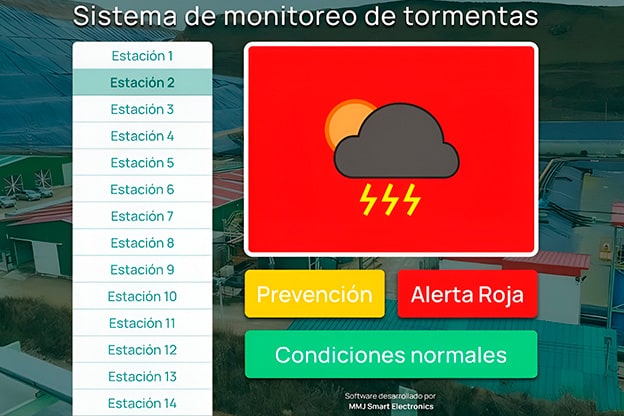 Sistema de monitoreo de tormentas
Estación 1
Estación 2
Estación 3
Estación 4
Estación 5
Estación 6
Estación 7
Estación 8
Estación 9
Estación 10
Estación 11
Estación 12
Estación 13
Estación 14
Prevención
Alerta Roja
Condiciones normales
Software desarrollado por
MMJ Smart Electronics